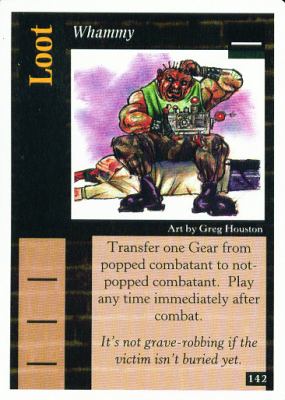 Loot
Whammy
Art by Greg Houston
Transfer one Gear from
popped combatant to not-
popped combatant. Play
any time immediately after
combat.
It's not grave-robbing if the
victim isn't buried yet.
142